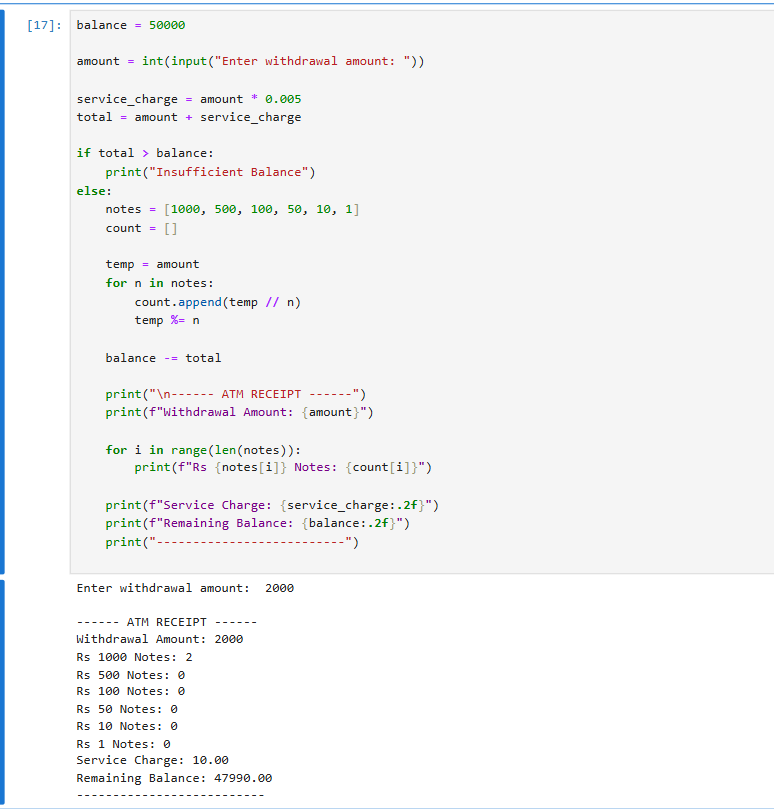 [17]: balance = 50000
amount = int(input("Enter withdrawal amount: "))
service_charge = amount * 0.005
total = amount + service_charge
if total > balance:
    print("Insufficient Balance")
else:
    notes = [1000, 500, 100, 50, 10, 1]
    count = []
    temp = amount
    for n in notes:
        count.append(temp // n)
        temp %= n
    balance -= total
    print("\n------ ATM RECEIPT ------")
    print(f"Withdrawal Amount: {amount}")
    for i in range(len(notes)):
        print(f"Rs {notes[i]} Notes: {count[i]}")
    print(f"Service Charge: {service_charge:.2f}")
    print(f"Remaining Balance: {balance:.2f}")
    print("--------------------------")
Enter withdrawal amount:  2000
------ ATM RECEIPT ------
Withdrawal Amount: 2000
Rs 1000 Notes: 2
Rs 500 Notes: 0
Rs 100 Notes: 0
Rs 50 Notes: 0
Rs 10 Notes: 0
Rs 1 Notes: 0
Service Charge: 10.00
Remaining Balance: 47990.00
--------------------------